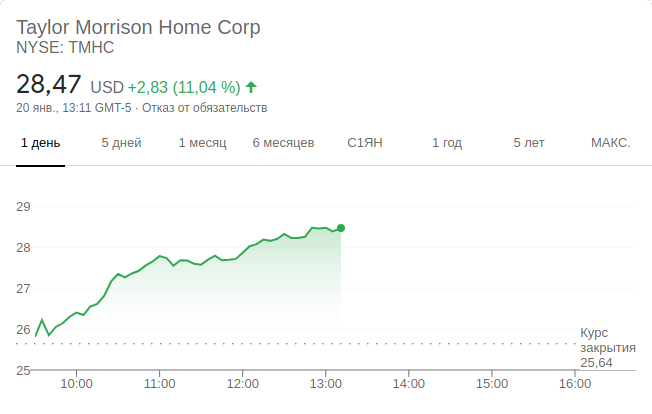 Taylor Morrison Home Corp
NYSE: TMHC
28,47 USD +2,83 (11,04 %)
20 янв., 13:11 GMT-5 · Отказ от обязательств
1 день 5 дней 1 месяц 6 месяцев С1ЯН 1 год 5 лет МАКС.
29
28
27
26
Курс
закрытия
25,64
25
10:00 11:00 12:00 13:00 14:00 15:00 16:00